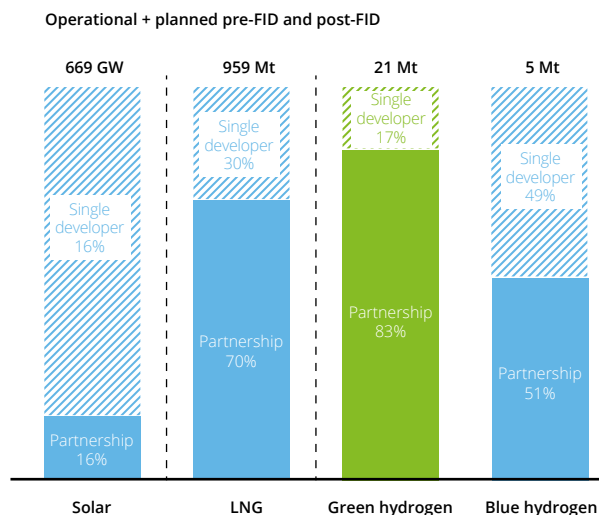 Operational + planned pre-FID and post-FID
669 GW
959 Mt
21 Mt
5 Mt
Single
developer
16%
Partnership
16%
Single
developer
30%
Partnership
70%
Single
developer
17%
Partnership
83%
Single
developer
49%
Partnership
51%
Solar
LNG
Green hydrogen
Blue hydrogen